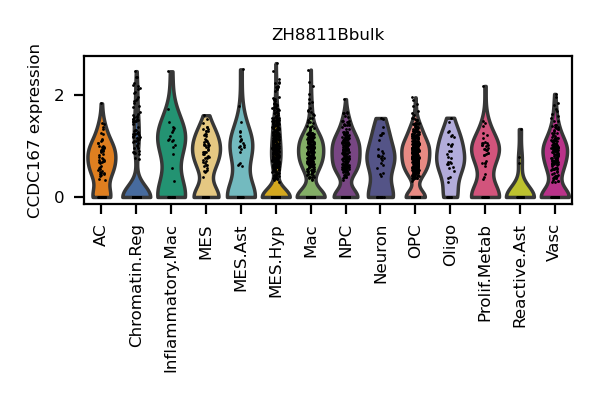 ZH8811Bbulk
CCDC167 expression
2
0
AC
Chromatin.Reg
Inflammatory.Mac
MES
MES.Ast
MES.Hyp
Mac
NPC
Neuron
OPC
Oligo
Prolif.Metab
Reactive.Ast
Vasc